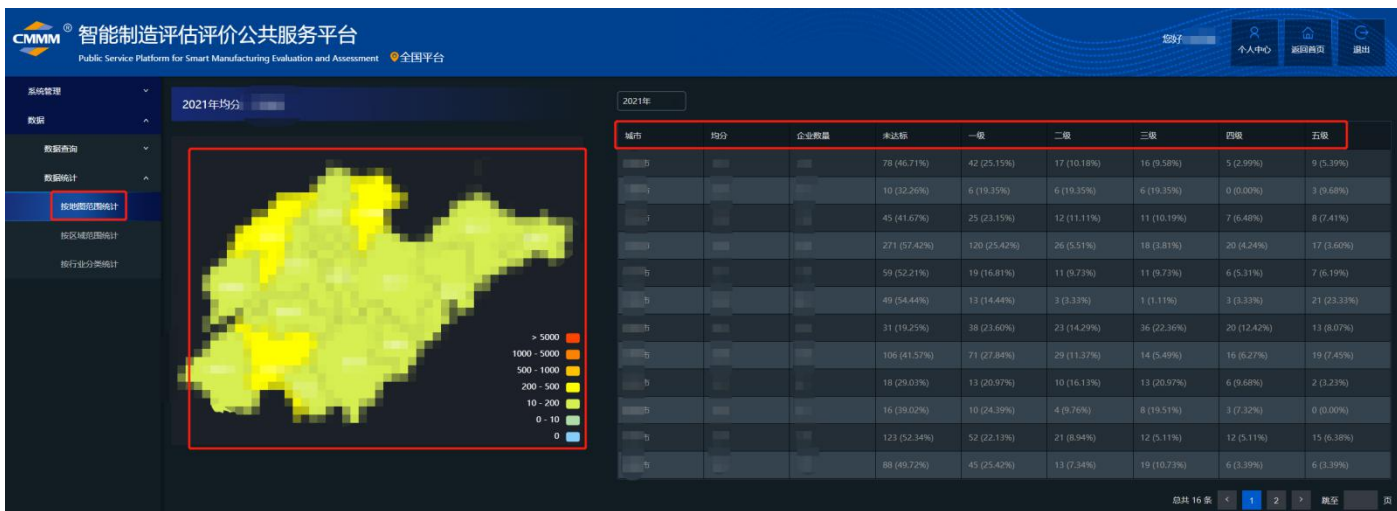 CMMM ® 智能制造评估评价公共服务平台
Public Service Platform for Smart Manufacturing Evaluation and Assessment 全国平台
您好
个人中心 返回首页 退出
系统管理
数据
数据查询
数据统计
按地图范围统计
按区域范围统计
按行业分类统计
2021年均分
> 5000
1000 - 5000
500 - 1000
200 - 500
10 - 200
0 - 10
0
2021年
城市 均分 企业数量 未达标 一级 二级 三级 四级 五级
市 78 (46.71%) 42 (25.15%) 17 (10.18%) 16 (9.58%) 5 (2.99%) 9 (5.39%)
10 (32.26%) 6 (19.35%) 6 (19.35%) 6 (19.35%) 0 (0.00%) 3 (9.68%)
45 (41.67%) 25 (23.15%) 12 (11.11%) 11 (10.19%) 7 (6.48%) 8 (7.41%)
271 (57.42%) 120 (25.42%) 26 (5.51%) 18 (3.81%) 20 (4.24%) 17 (3.60%)
市 59 (52.21%) 19 (16.81%) 11 (9.73%) 11 (9.73%) 6 (5.31%) 7 (6.19%)
市 49 (54.44%) 13 (14.44%) 3 (3.33%) 1 (1.11%) 3 (3.33%) 21 (23.33%)
市 31 (19.25%) 38 (23.60%) 23 (14.29%) 36 (22.36%) 20 (12.42%) 13 (8.07%)
市 106 (41.57%) 71 (27.84%) 29 (11.37%) 14 (5.49%) 16 (6.27%) 19 (7.45%)
市 18 (29.03%) 13 (20.97%) 10 (16.13%) 13 (20.97%) 6 (9.68%) 2 (3.23%)
市 16 (39.02%) 10 (24.39%) 4 (9.76%) 8 (19.51%) 3 (7.32%) 0 (0.00%)
市 123 (52.34%) 52 (22.13%) 21 (8.94%) 12 (5.11%) 12 (5.11%) 15 (6.38%)
市 88 (49.72%) 45 (25.42%) 13 (7.34%) 19 (10.73%) 6 (3.39%) 6 (3.39%)
总共 16 条 < 1 2 > 跳至 页